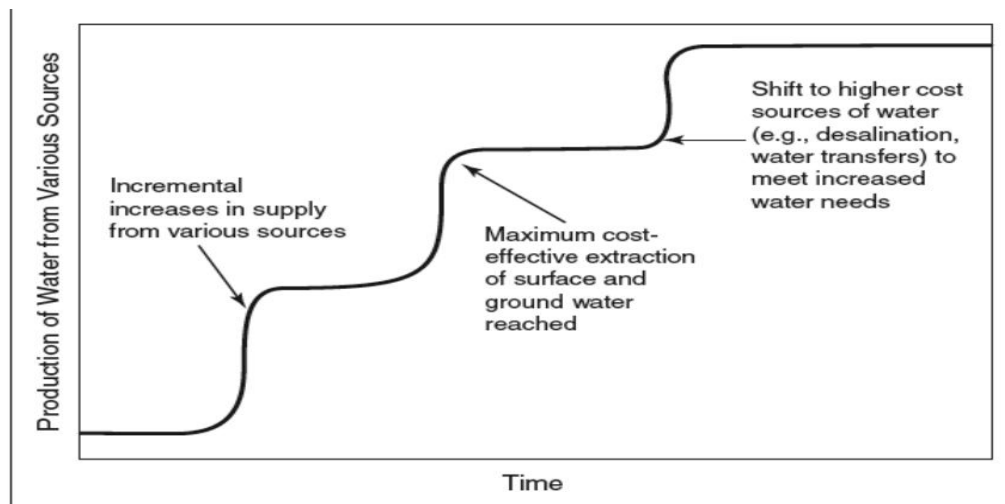 Production of Water from Various Sources
Incremental
increases in supply
from various sources
Maximum cost-
effective extraction
of surface and
ground water
reached
Shift to higher cost
sources of water
(e.g., desalination,
water transfers) to
meet increased
water needs
Time